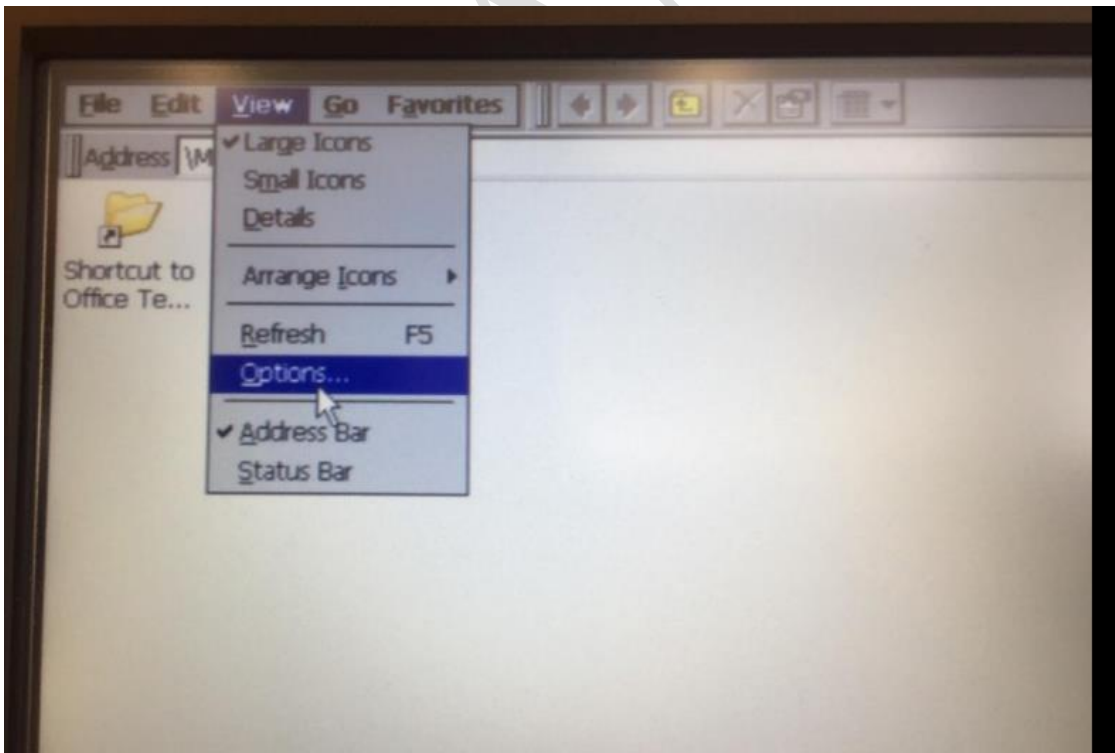 File Edit View Go Favorites
Address \M
Large Icons
Small Icons
Details
Arrange Icons
Refresh F5
Options...
Address Bar
Status Bar
Shortcut to
Office Te...